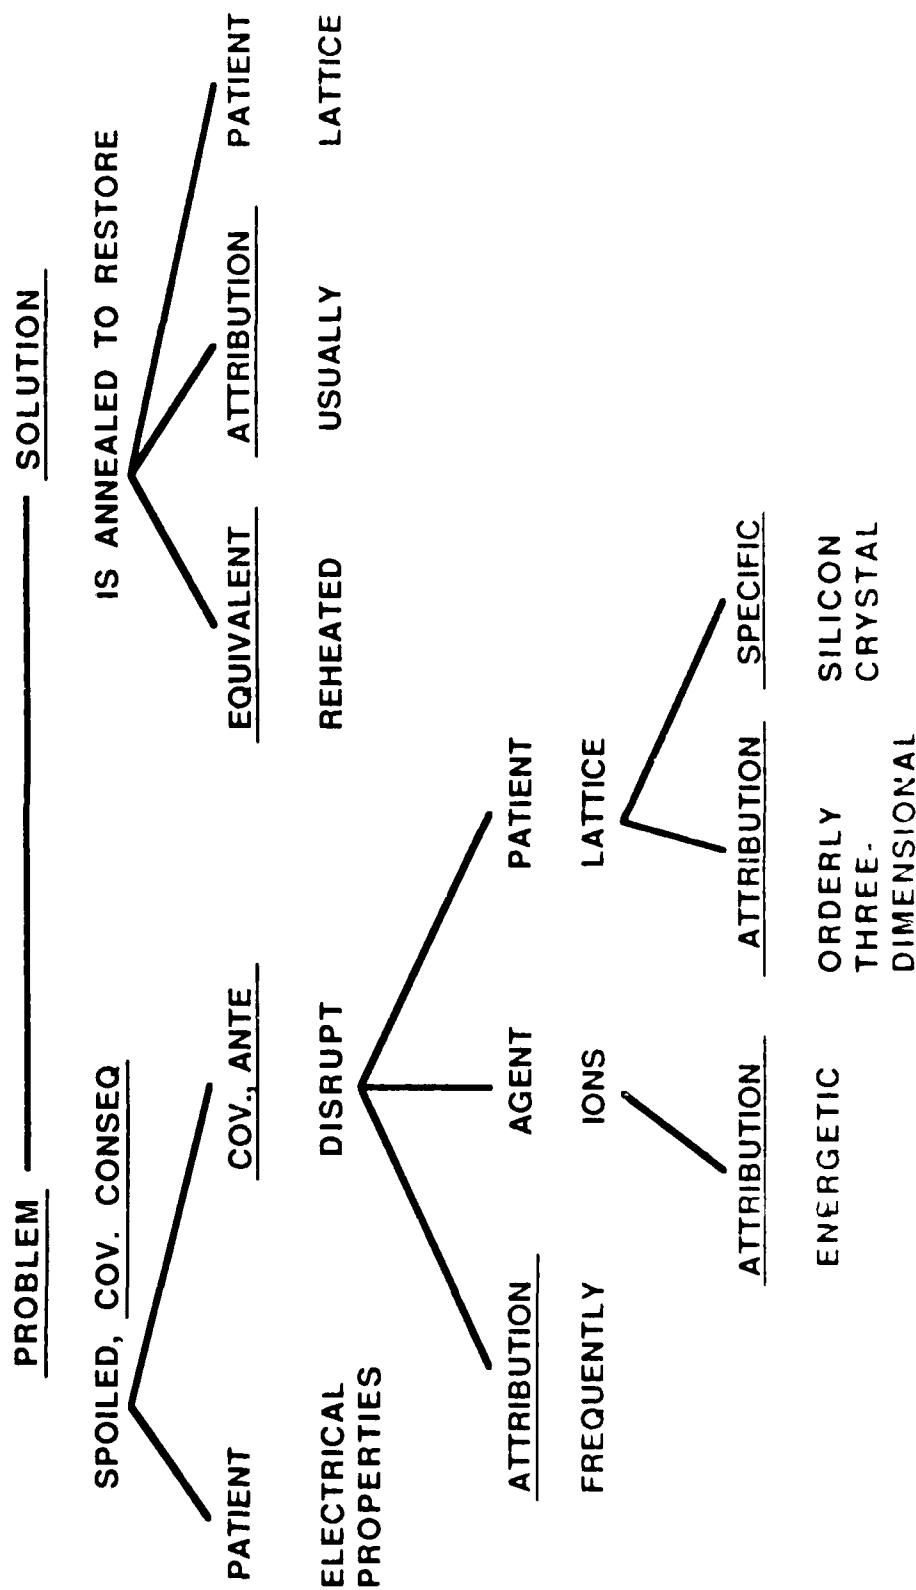 PROBLEM
SOLUTION
SPOILED, COV. CONSEQ
IS ANNEALED TO RESTORE
PATIENT
COV., ANTE
EQUIVALENT
ATTRIBUTION
PATIENT
ELECTRICAL
PROPERTIES
DISRUPT
REHEATED
USUALLY
LATTICE
ATTRIBUTION
AGENT
PATIENT
FREQUENTLY
IONS
LATTICE
ATTRIBUTION
ATTRIBUTION
SPECIFIC
ENERGETIC
ORDERLY
THREE-
DIMENSIONAL
SILICON
CRYSTAL